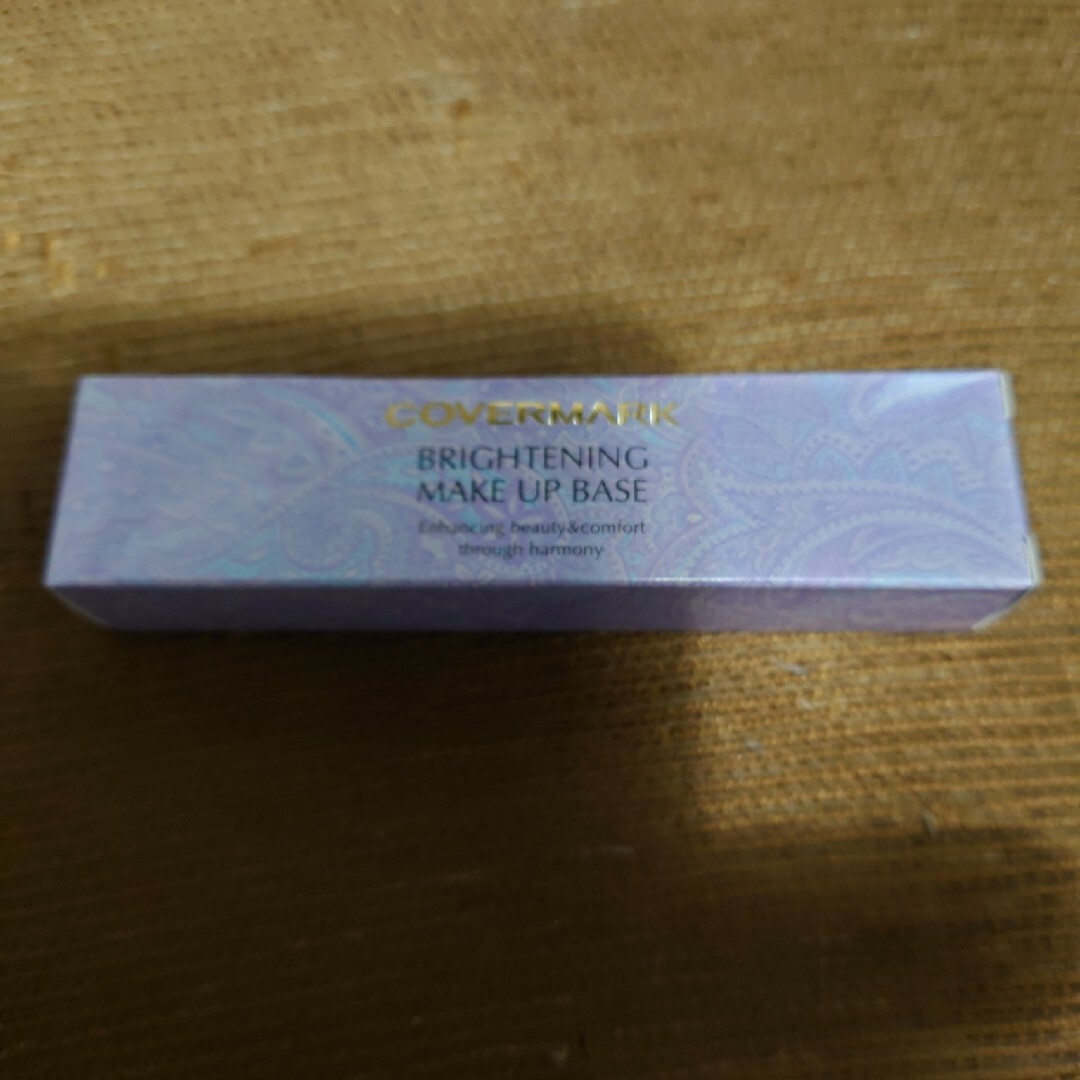 COVERMARK
BRIGHTENING
MAKE UP BASE
Enhancing beauty&comfort
through harmony